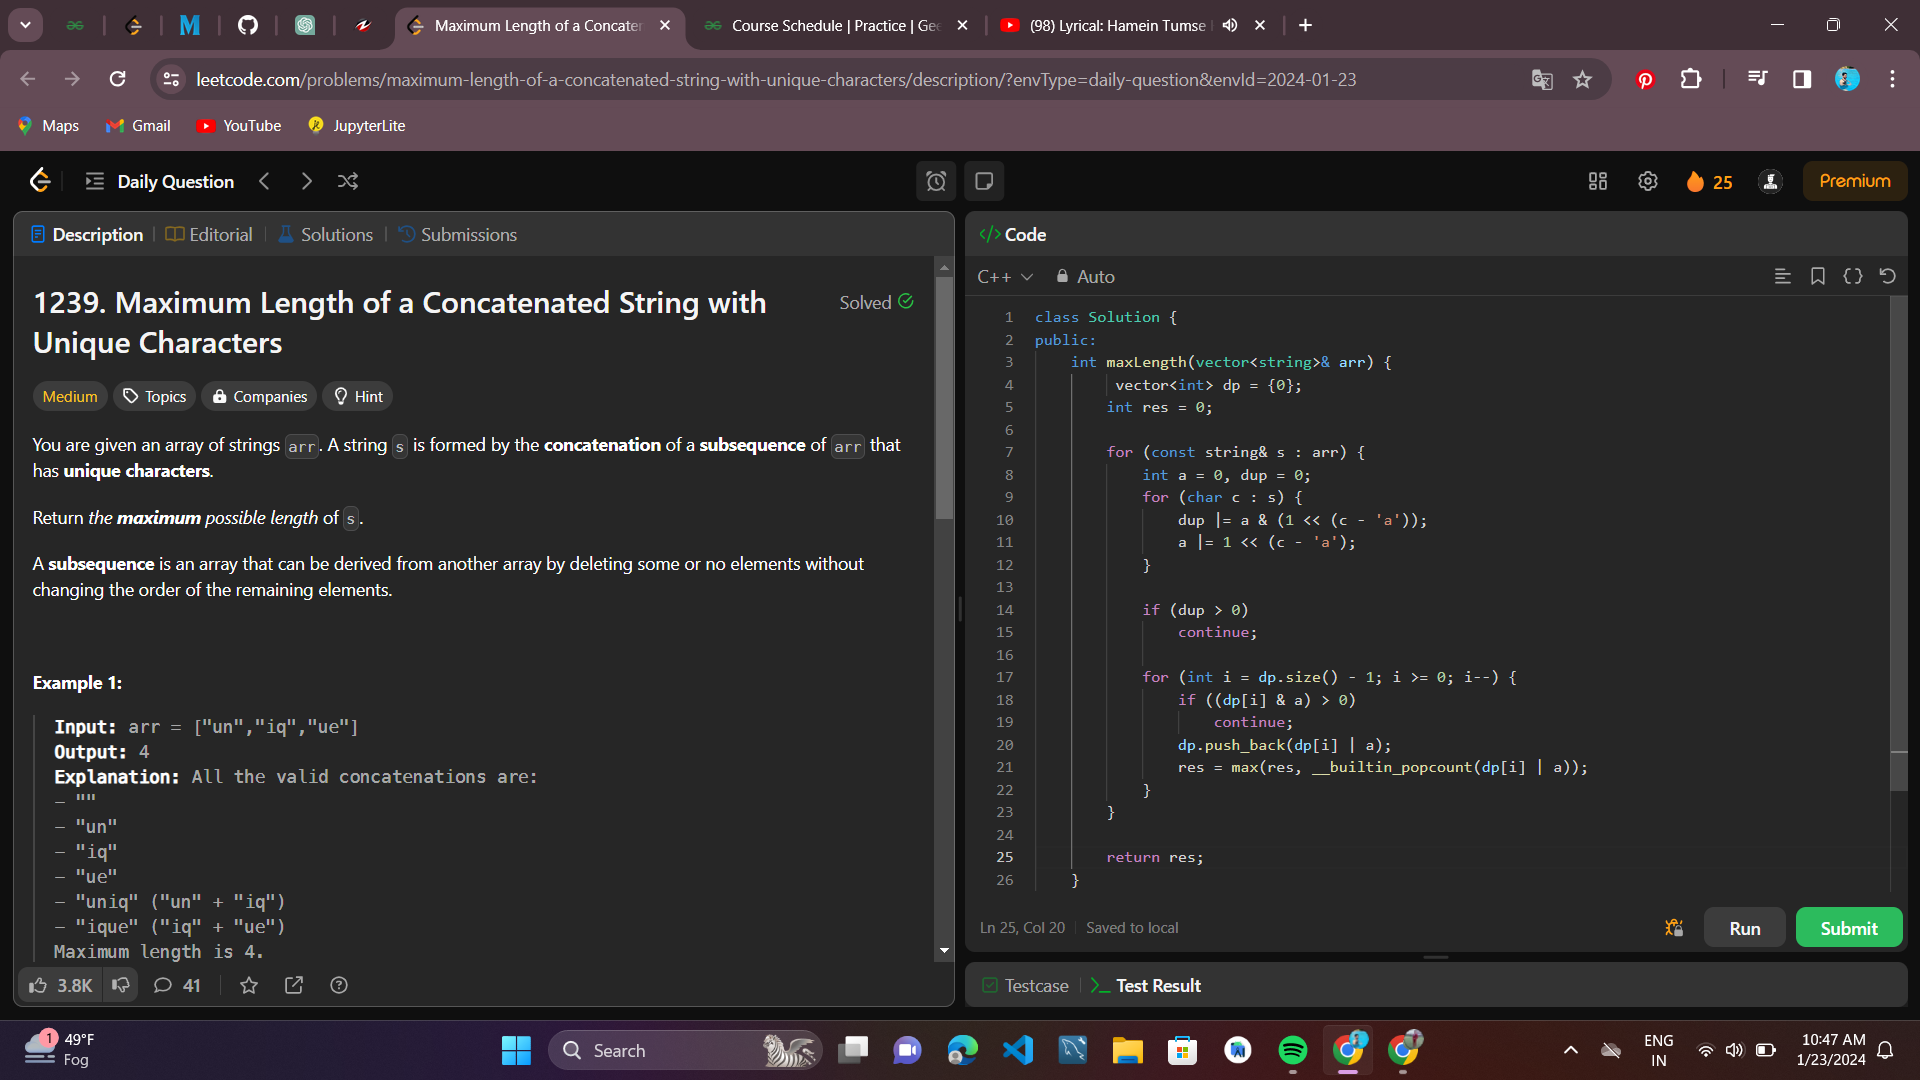 Maximum Length of a Concaten
Course Schedule | Practice | Gee
(98) Lyrical: Hamein Tumse
leetcode.com/problems/maximum-length-of-a-concatenated-string-with-unique-characters/description/?envType=daily-question&envId=2024-01-23
Maps
Gmail
YouTube
JupyterLite
Daily Question
25
Premium
Description
Editorial
Solutions
Submissions
1239. Maximum Length of a Concatenated String with
Unique Characters
Solved
Medium
Topics
Companies
Hint
You are given an array of strings arr. A string s is formed by the concatenation of a subsequence of arr that
has unique characters.
Return the maximum possible length of s.
A subsequence is an array that can be derived from another array by deleting some or no elements without
changing the order of the remaining elements.
Example 1:
Input: arr = ["un","iq","ue"]
Output: 4
Explanation: All the valid concatenations are:
- ""
- "un"
- "iq"
- "ue"
- "uniq" ("un" + "iq")
- "ique" ("iq" + "ue")
Maximum length is 4.
3.8K
41
</> Code
C++
Auto
1 class Solution {
2 public:
3 int maxLength(vector<string>& arr) {
4 vector<int> dp = {0};
5 int res = 0;
6
7 for (const string& s : arr) {
8 int a = 0, dup = 0;
9 for (char c : s) {
10 dup |= a & (1 << (c - 'a'));
11 a |= 1 << (c - 'a');
12 }
13
14 if (dup > 0)
15 continue;
16
17 for (int i = dp.size() - 1; i >= 0; i--) {
18 if ((dp[i] & a) > 0)
19 continue;
20 dp.push_back(dp[i] | a);
21 res = max(res, __builtin_popcount(dp[i] | a));
22 }
23 }
24
25 return res;
26 }
Ln 25, Col 20
Saved to local
Run
Submit
Testcase
Test Result
1
49°F
Fog
Search
ENG
IN
10:47 AM
1/23/2024